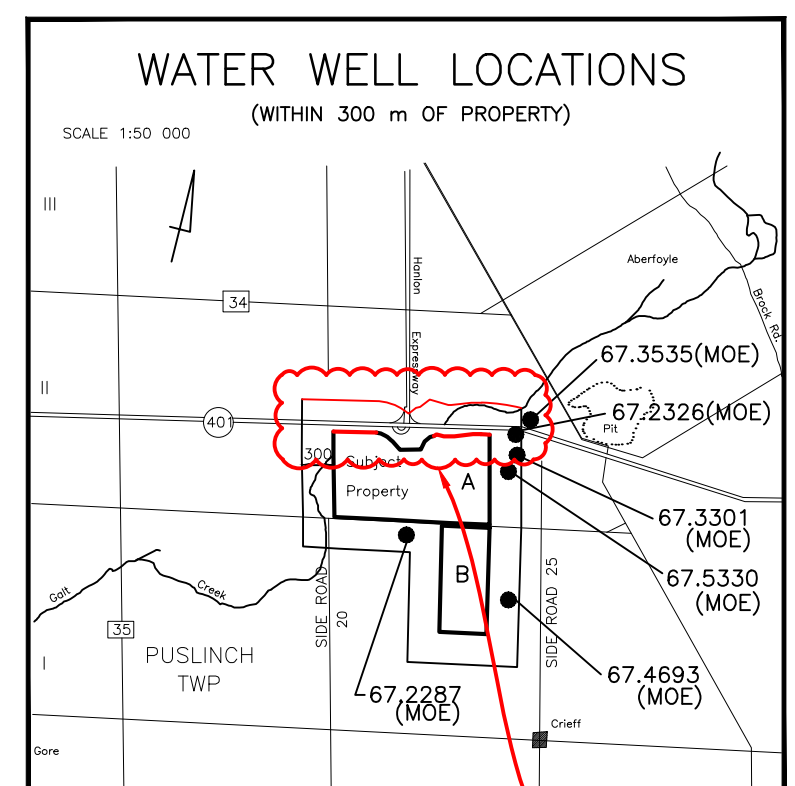 WATER WELL LOCATIONS
(WITHIN 300 m OF PROPERTY)
SCALE 1:50 000
III
Hanlon
Expressway
Aberfoyle
Brock Rd.
34
67.3535(MOE)
II
401
67.2326(MOE)
Pit
300
Subject
Property
A
67.3301
(MOE)
B
67.5330
(MOE)
Galt
Creek
SIDE ROAD
20
SIDE ROAD 25
35
PUSLINCH
TWP
I
67.4693
(MOE)
67.2287
(MOE)
Crieff
Gore